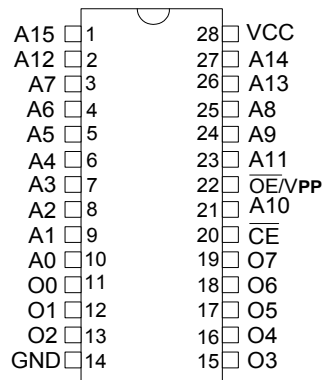 A15 1 28 VCC
A12 2 27 A14
A7 3 26 A13
A6 4 25 A8
A5 5 24 A9
A4 6 23 A11
A3 7 22 O̅E̅/VPP
A2 8 21 A10
A1 9 20 C̅E̅
A0 10 19 O7
O0 11 18 O6
O1 12 17 O5
O2 13 16 O4
GND 14 15 O3